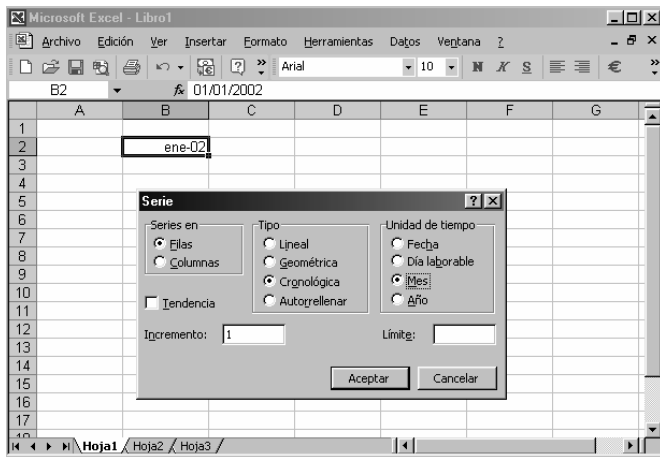 Microsoft Excel - Libro1
Archivo Edición Ver Insertar Formato Herramientas Datos Ventana ?
Arial 10 N K S €
B2 fx 01/01/2002
A B C D E F G
1
2 ene-02
3
4
5
6
7
8
9
10
11
12
13
14
15
16
17
18
Serie
Series en
Filas
Columnas
Tendencia
Tipo
Lineal
Geométrica
Cronológica
Autorrellenar
Unidad de tiempo
Fecha
Día laborable
Mes
Año
Incremento: 1 Límite:
Aceptar Cancelar
Hoja1 Hoja2 Hoja3